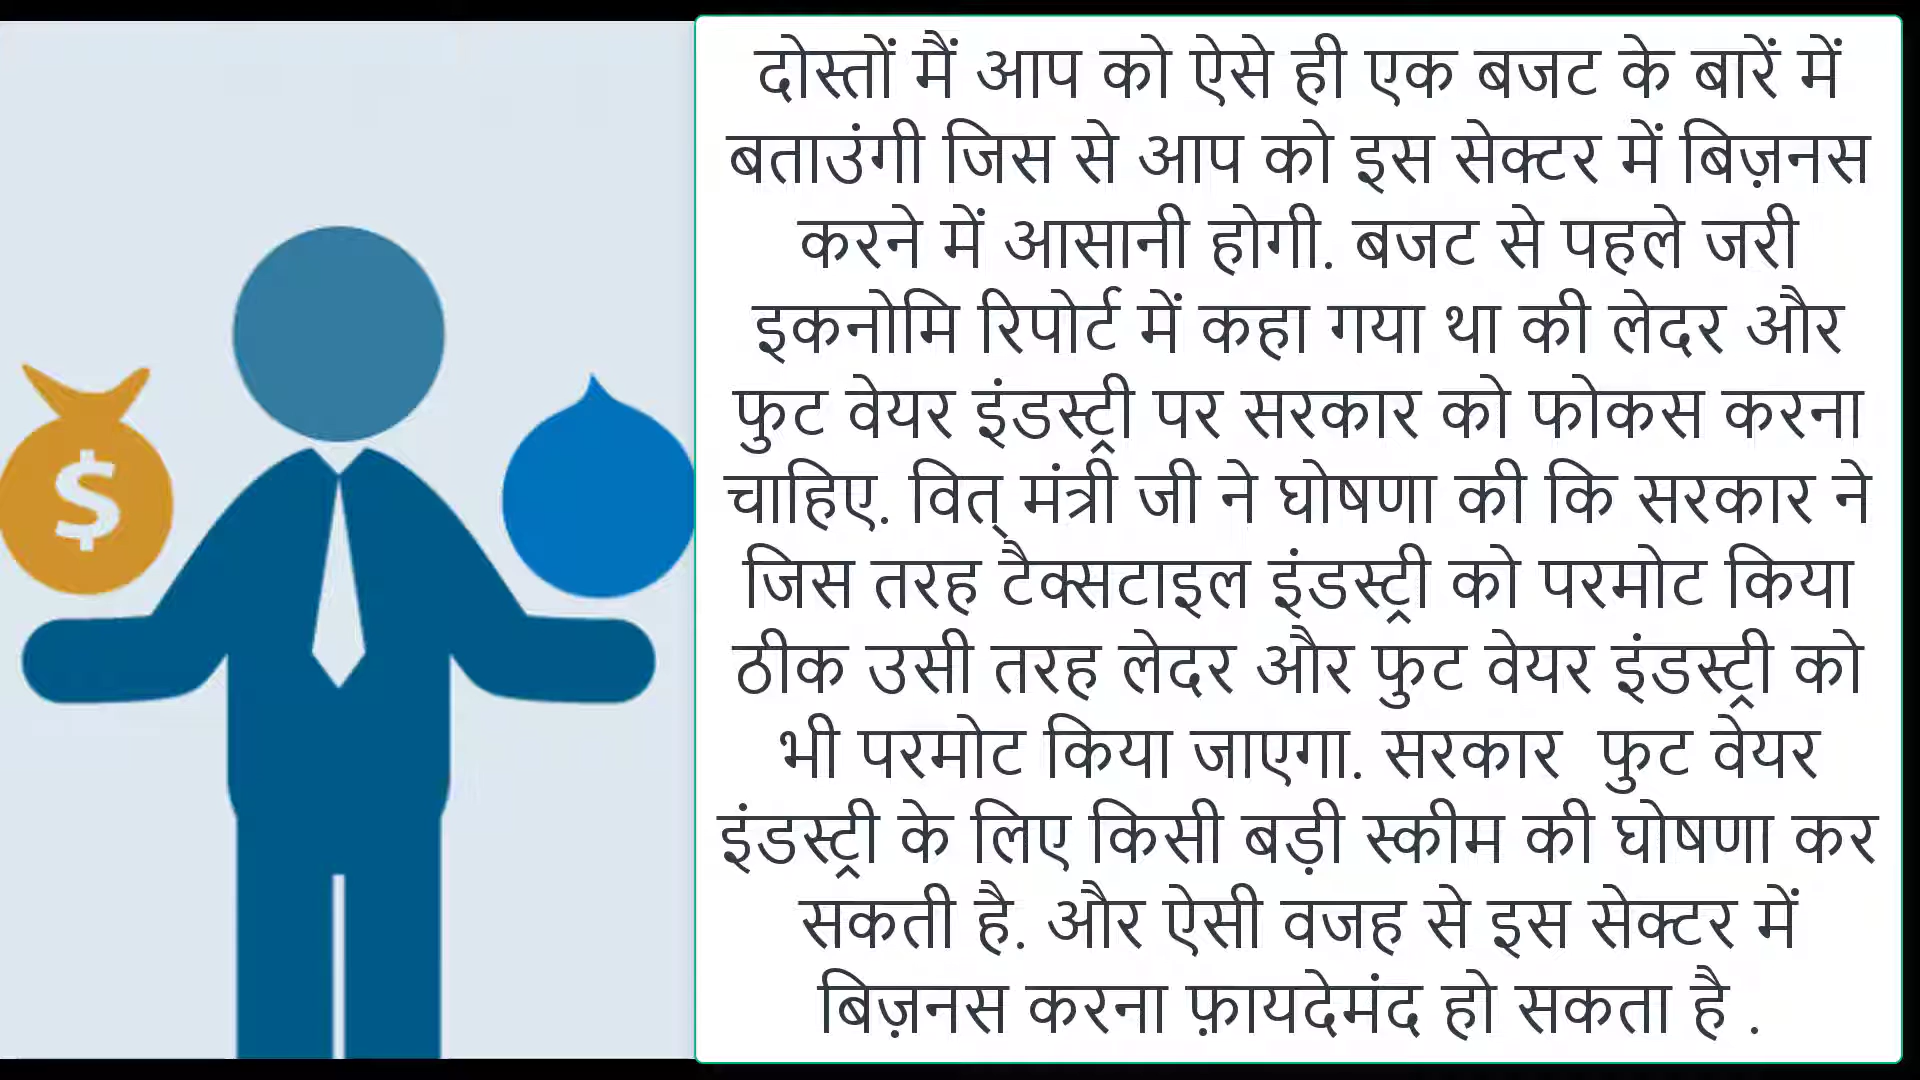 $
दोस्तों मैं आप को ऐसे ही एक बजट के बारें में
बताउंगी जिस से आप को इस सेक्टर में बिज़नस
करने में आसानी होगी. बजट से पहले जरी
इकनोमि रिपोर्ट में कहा गया था की लेदर और
फुट वेयर इंडस्ट्री पर सरकार को फोकस करना
चाहिए. वित् मंत्री जी ने घोषणा की कि सरकार ने
जिस तरह टैक्सटाइल इंडस्ट्री को परमोट किया
ठीक उसी तरह लेदर और फुट वेयर इंडस्ट्री को
भी परमोट किया जाएगा. सरकार  फुट वेयर
इंडस्ट्री के लिए किसी बड़ी स्कीम की घोषणा कर
सकती है. और ऐसी वजह से इस सेक्टर में
बिज़नस करना फ़ायदेमंद हो सकता है .